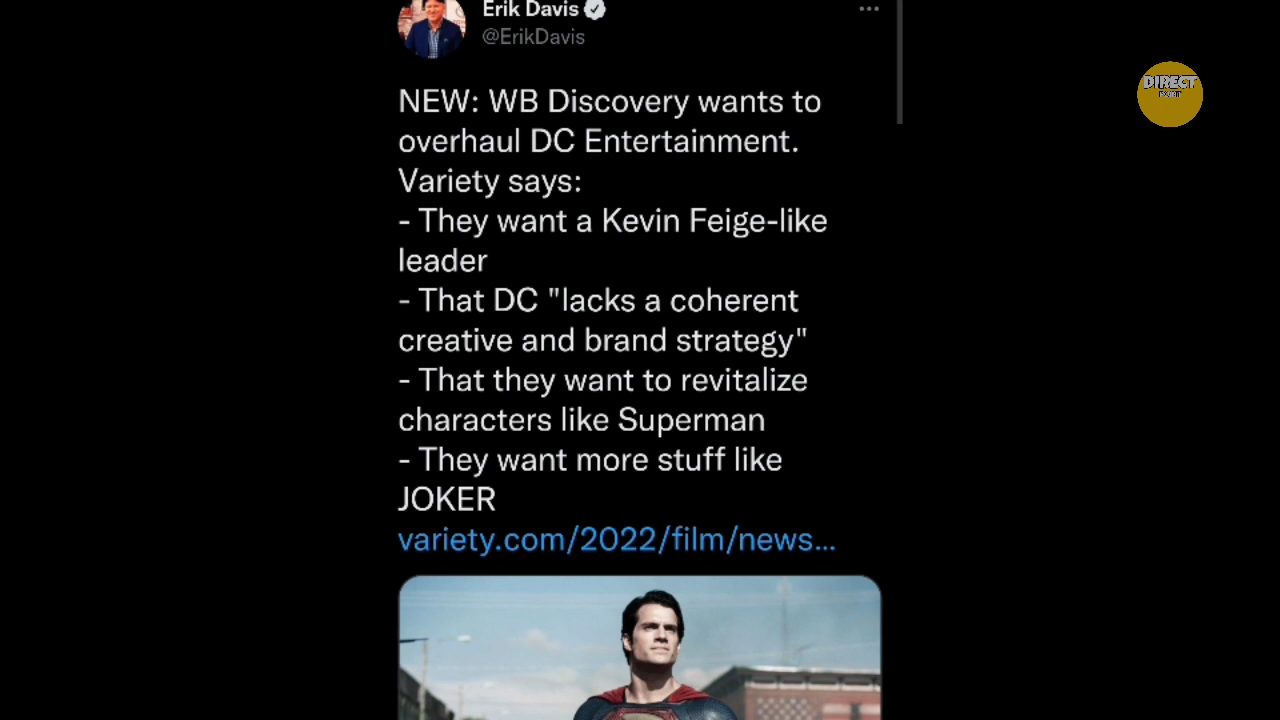 Erik Davis
@ErikDavis
NEW: WB Discovery wants to
overhaul DC Entertainment.
Variety says:
- They want a Kevin Feige-like
leader
- That DC "lacks a coherent
creative and brand strategy"
- That they want to revitalize
characters like Superman
- They want more stuff like
JOKER
variety.com/2022/film/news...
DIRECT